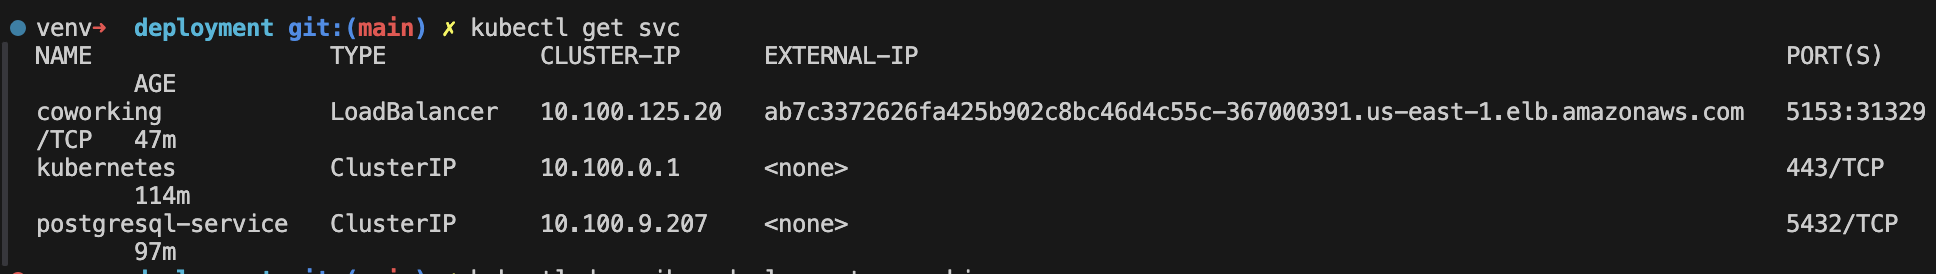 venv→ deployment git:(main) ✗ kubectl get svc
NAME TYPE CLUSTER-IP EXTERNAL-IP PORT(S)
AGE
coworking LoadBalancer 10.100.125.20 ab7c3372626fa425b902c8bc46d4c55c-367000391.us-east-1.elb.amazonaws.com 5153:31329
/TCP 47m
kubernetes ClusterIP 10.100.0.1 <none> 443/TCP
114m
postgresql-service ClusterIP 10.100.9.207 <none> 5432/TCP
97m